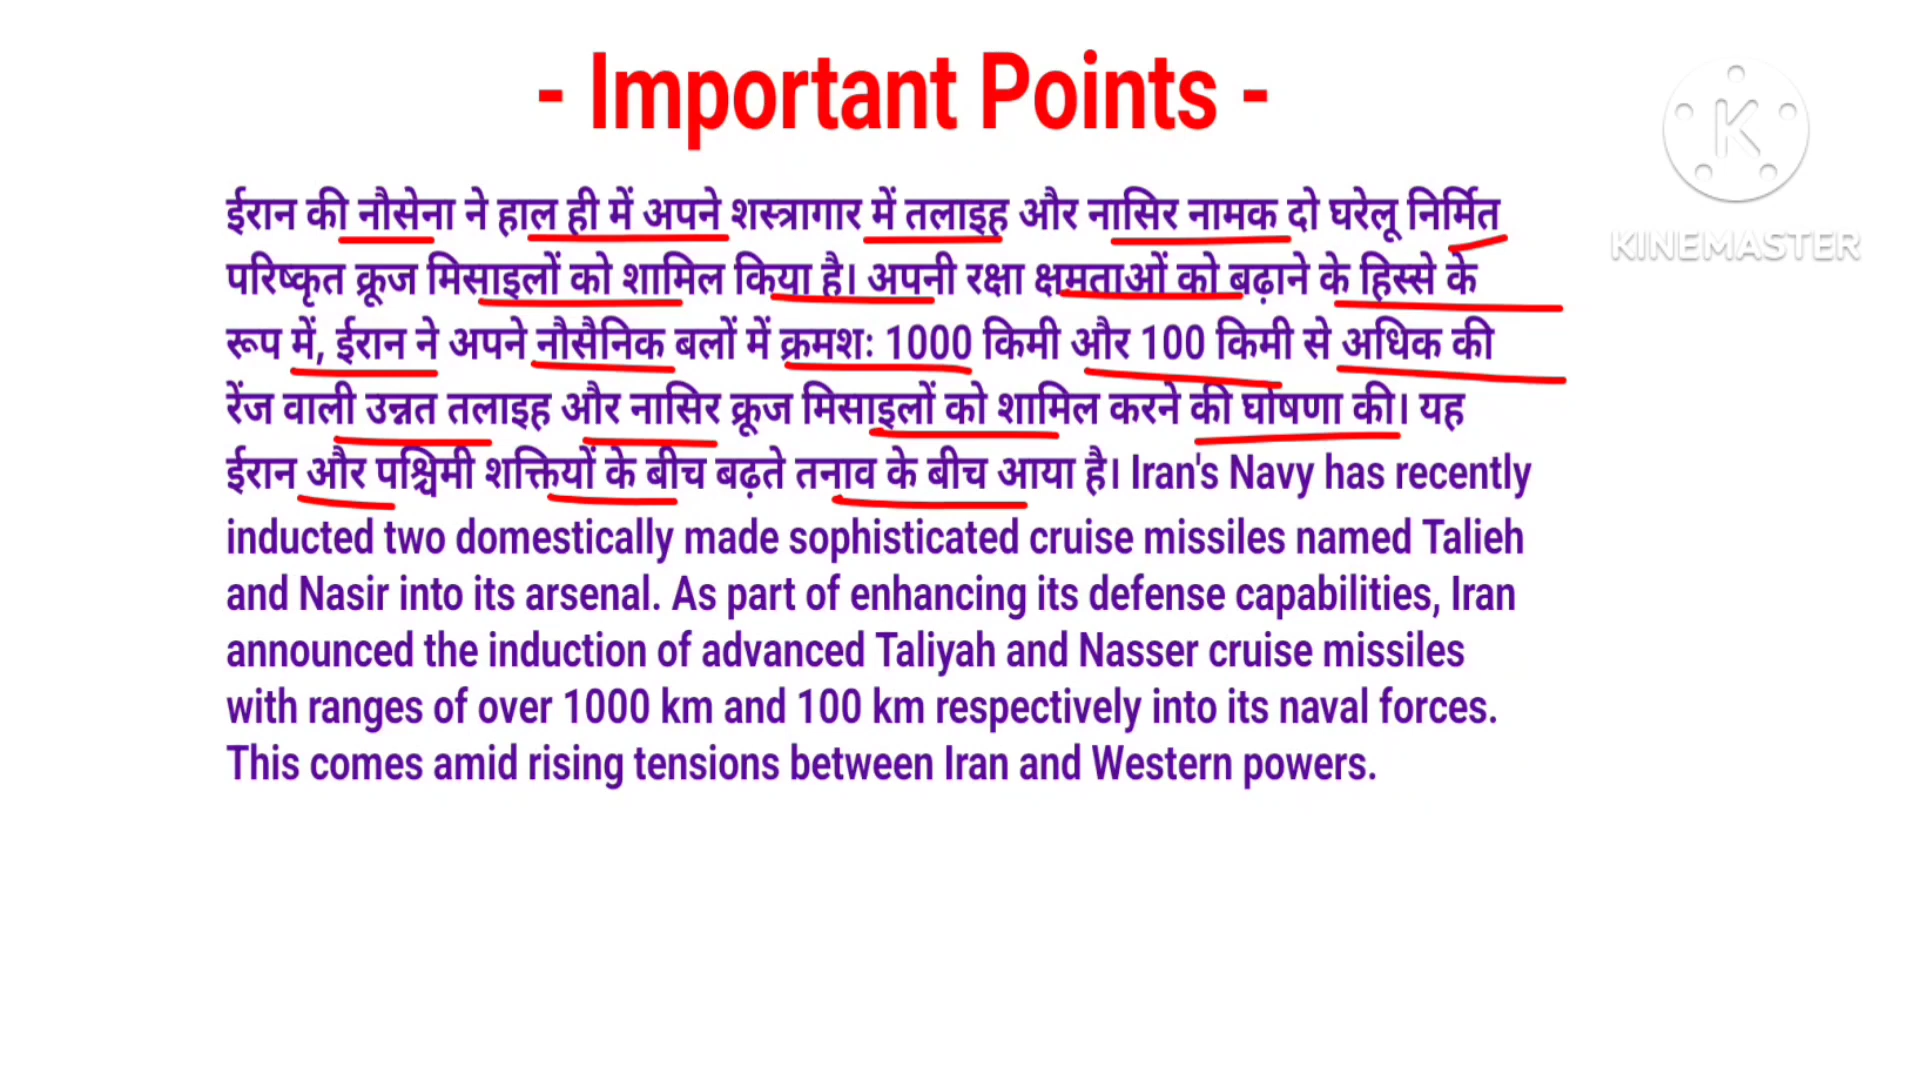 - Important Points -
K
KINEMASTER
ईरान की नौसेना ने हाल ही में अपने शस्त्रागार में तलाइह और नासिर नामक दो घरेलू निर्मित
परिष्कृत क्रूज मिसाइलों को शामिल किया है। अपनी रक्षा क्षमताओं को बढ़ाने के हिस्से के
रूप में, ईरान ने अपने नौसैनिक बलों में क्रमशः 1000 किमी और 100 किमी से अधिक की
रेंज वाली उन्नत तलाइह और नासिर क्रूज मिसाइलों को शामिल करने की घोषणा की। यह
ईरान और पश्चिमी शक्तियों के बीच बढ़ते तनाव के बीच आया है। Iran's Navy has recently
inducted two domestically made sophisticated cruise missiles named Talieh
and Nasir into its arsenal. As part of enhancing its defense capabilities, Iran
announced the induction of advanced Taliyah and Nasser cruise missiles
with ranges of over 1000 km and 100 km respectively into its naval forces.
This comes amid rising tensions between Iran and Western powers.